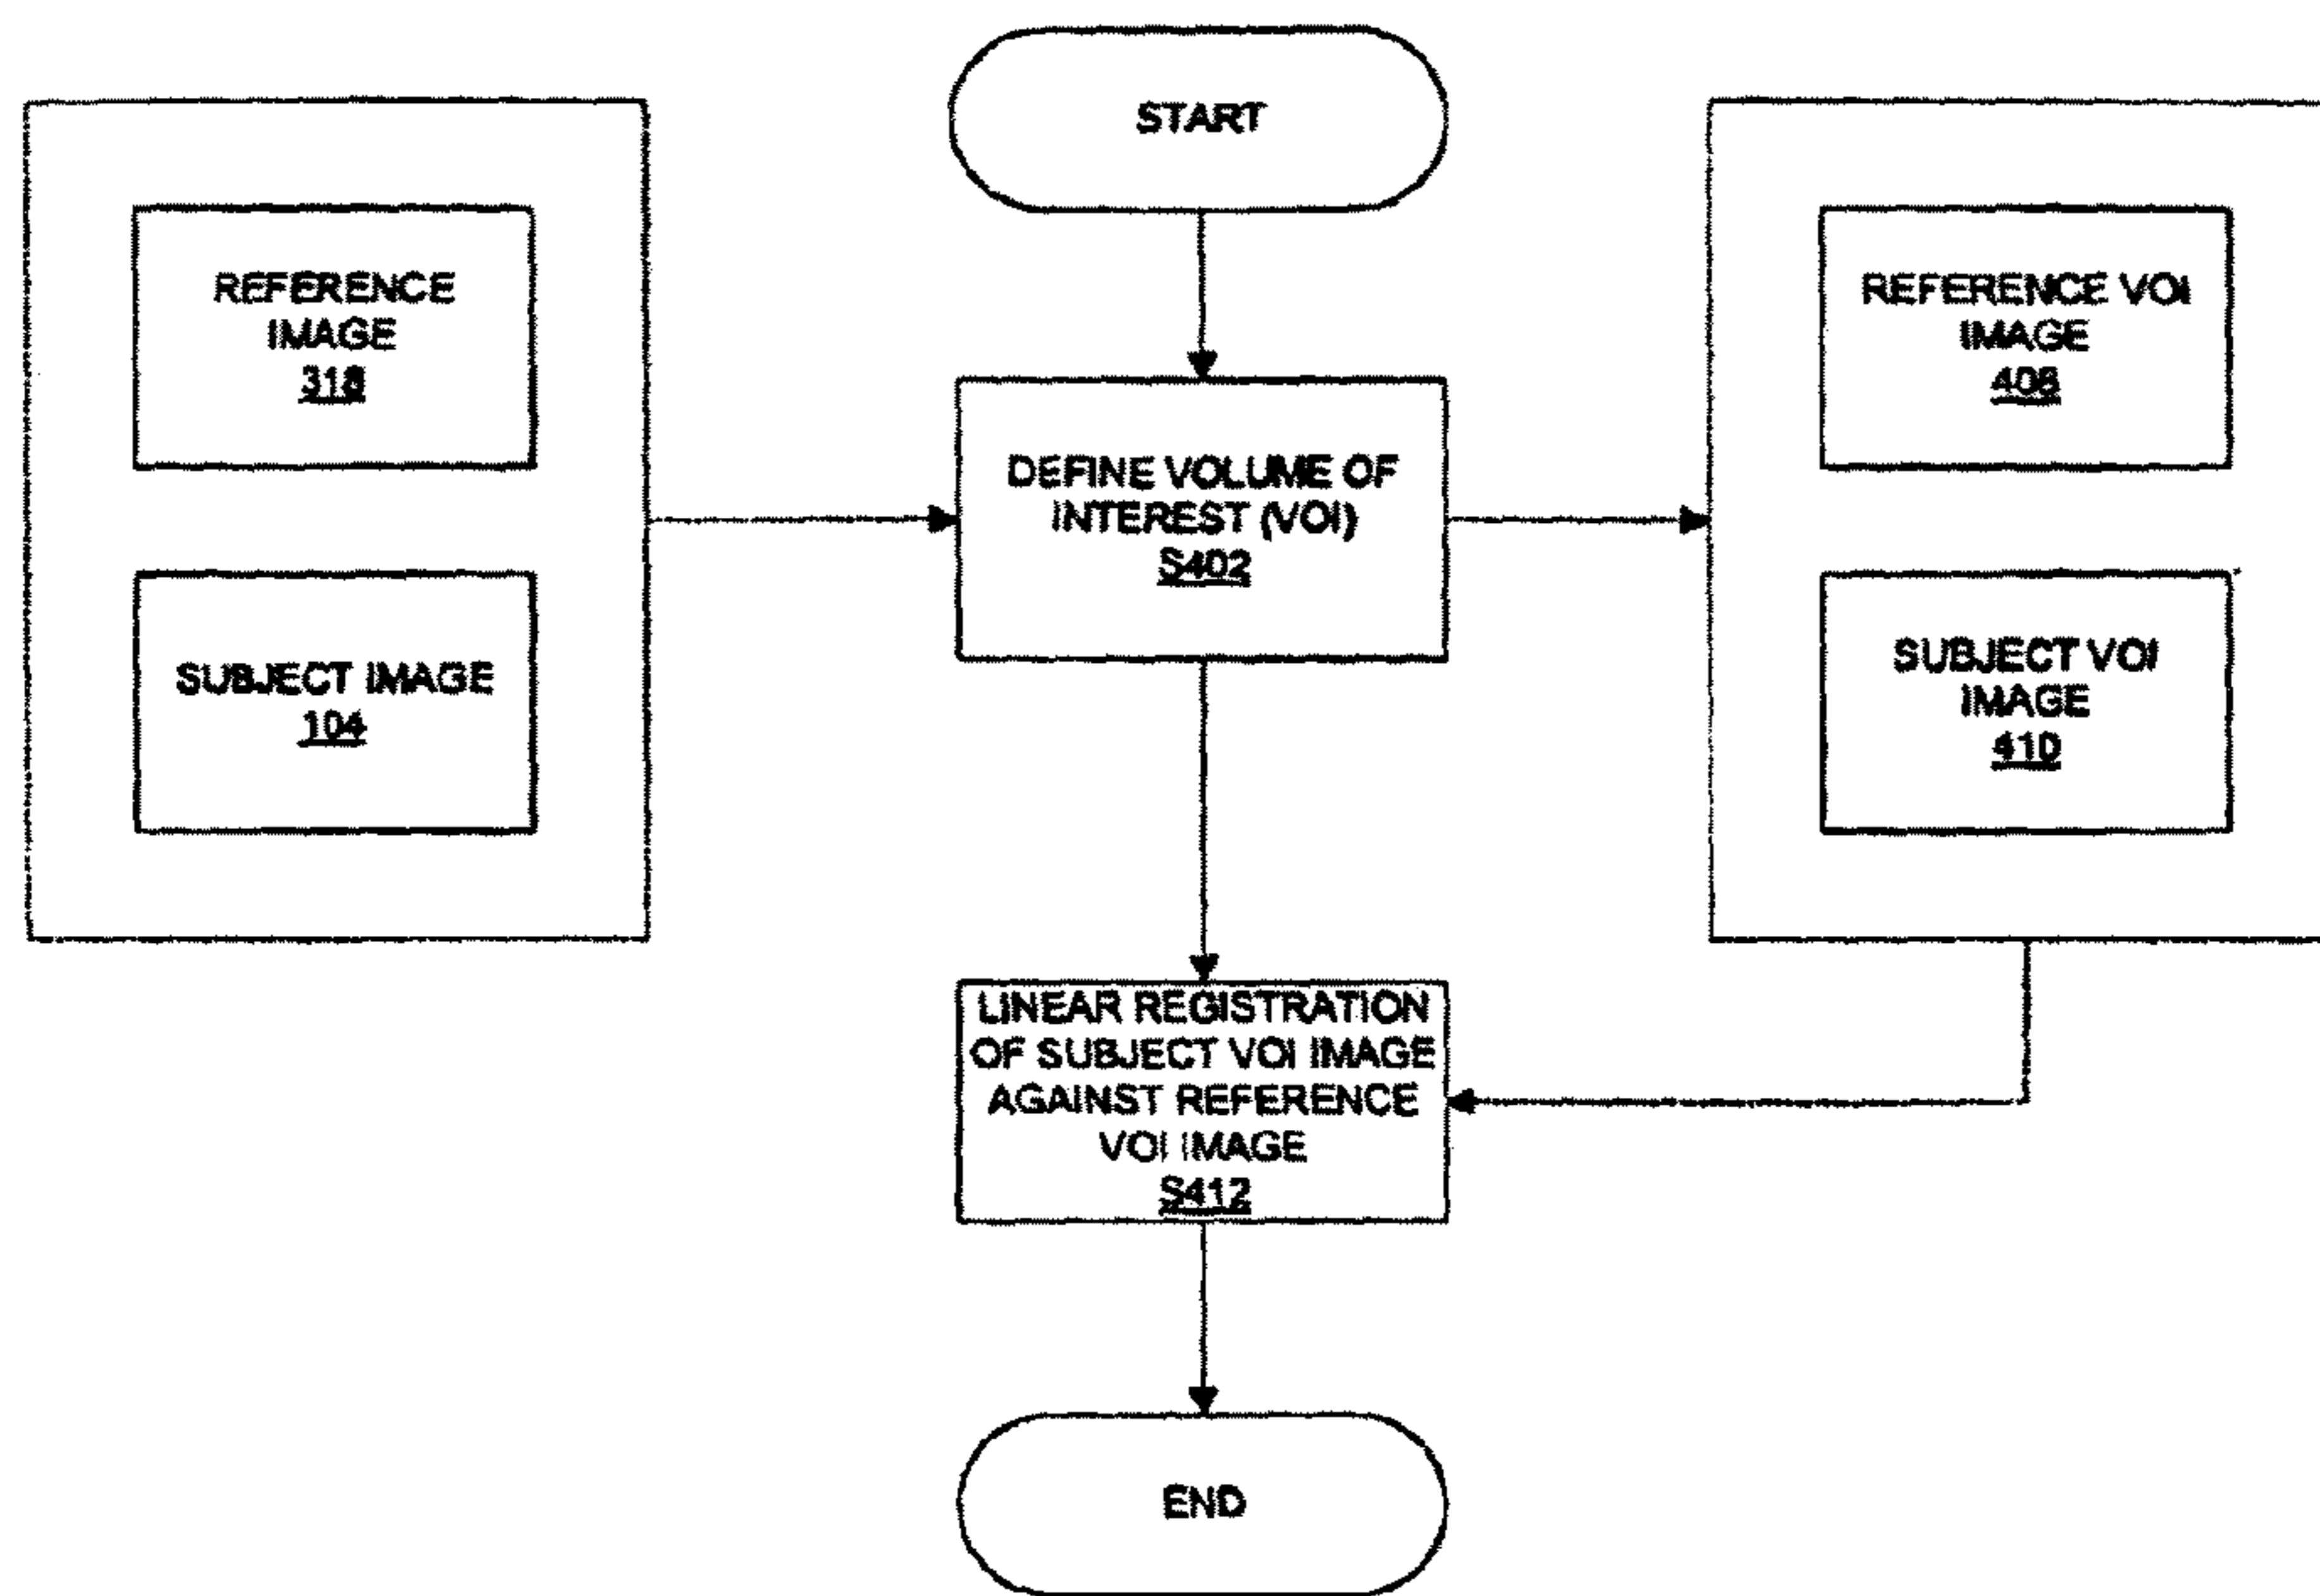 START
REFERENCE
IMAGE
318
SUBJECT IMAGE
104
DEFINE VOLUME OF
INTEREST (VOI)
S402
REFERENCE VOI
IMAGE
SUBJECT VOI
IMAGE
410
LINEAR REGISTRATION
OF SUBJECT VOI IMAGE
AGAINST REFERENCE
VOI IMAGE
S412
END